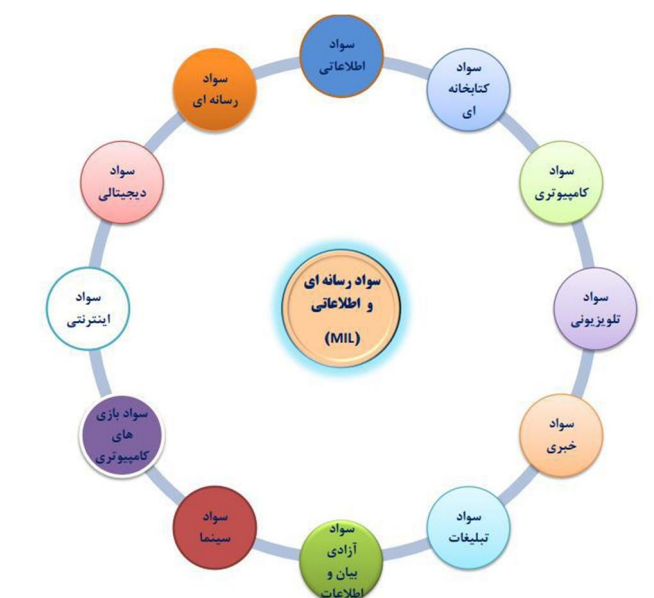 سواد
اطلاعاتی
سواد
کتابخانه
ای
سواد
کامپیوتری
سواد
تلویزیونی
سواد
خبری
سواد
تبلیغات
سواد
آزادی
بیان و
اطلاعات
سواد
سینما
سواد بازی
های
کامپیوتری
سواد
اینترنتی
سواد
دیجیتالی
سواد
رسانه ای
سواد رسانه ای
و اطلاعاتی
(MIL)